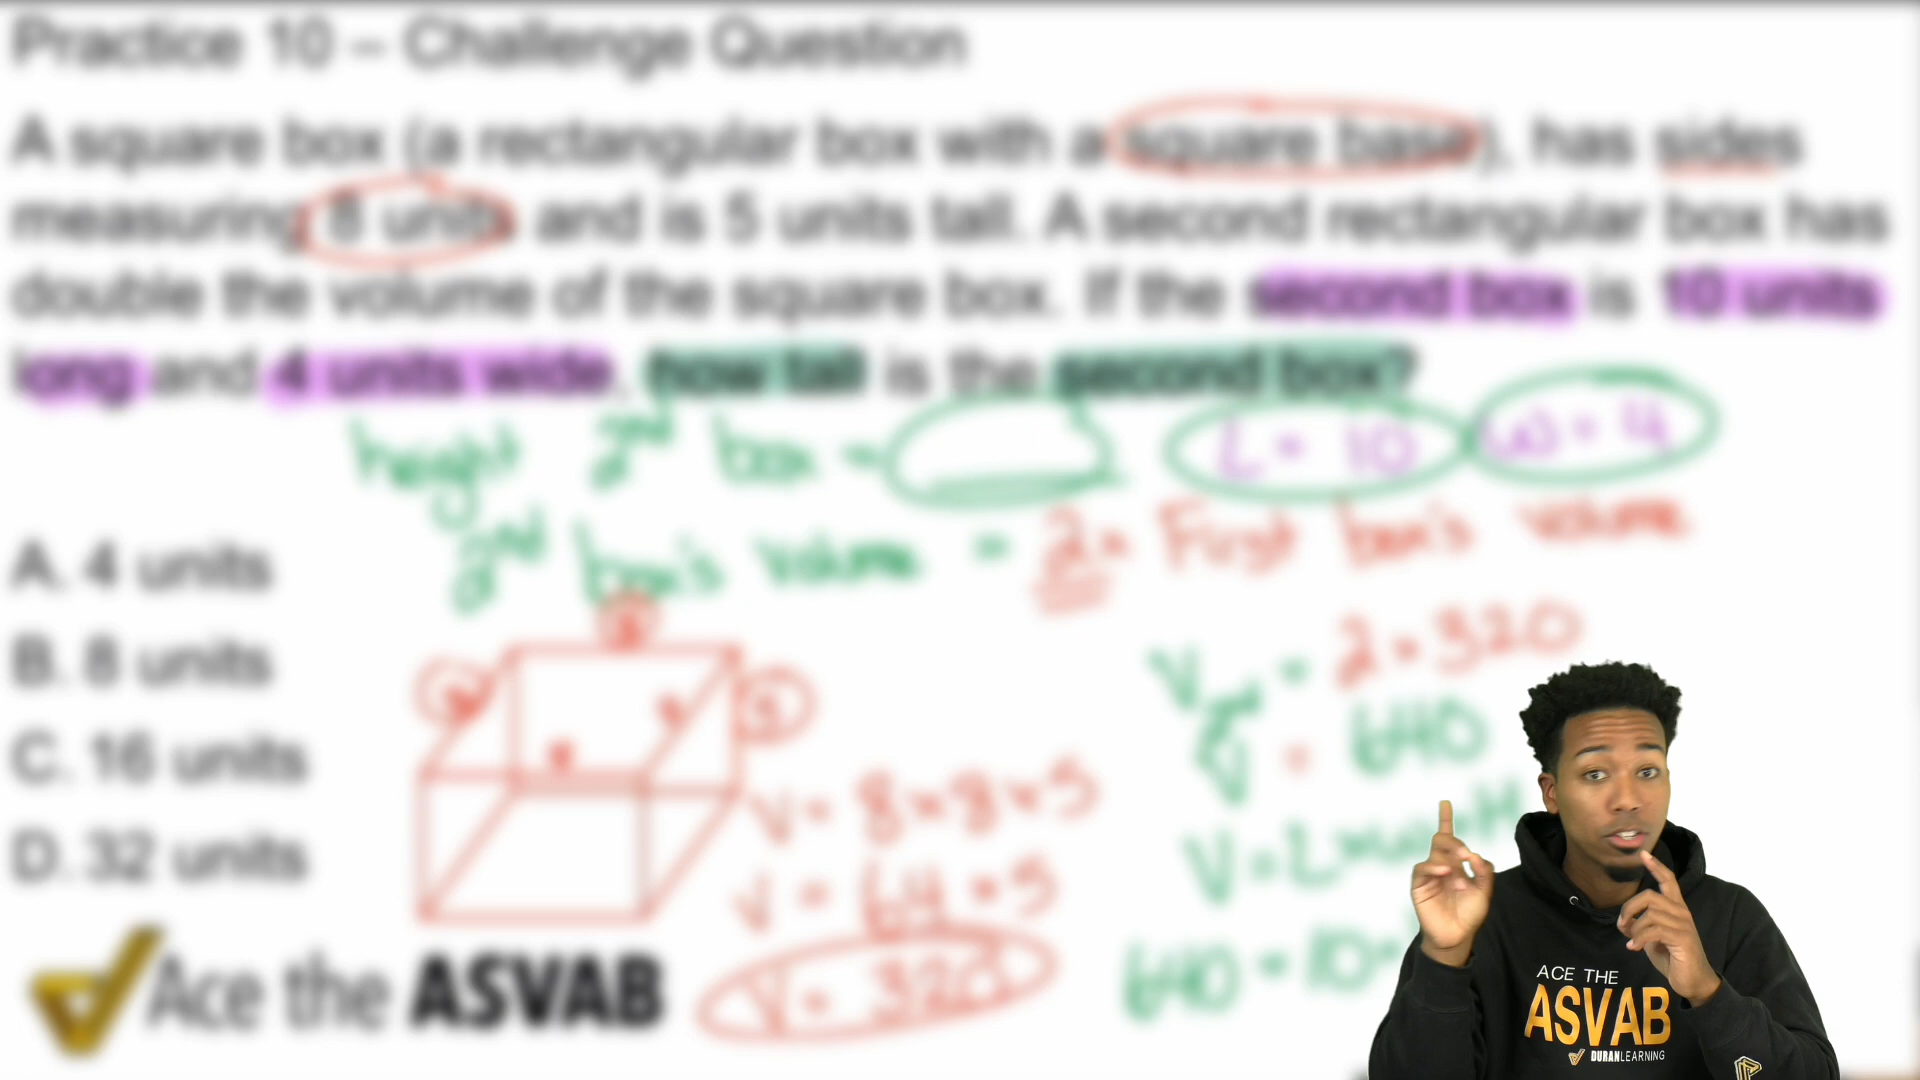 Practice 10 – Challenge Question
A square box (a rectangular box with a square base), has sides
measuring 8 units and is 5 units tall. A second rectangular box has
double the volume of the square box. If the second box is 10 units
long and 4 units wide, how tall is the second box?
height 2nd box = L = 10 W = 4
2nd box's volume = 2 × First box's volume
A. 4 units
B. 8 units
C. 16 units
D. 32 units
8
5
V = 8 × 8 × 5
V = 64 × 5
V = 320
V2nd = 2 × 320
V = 640
V = L × W × H
640 = 10 ×
Ace the ASVAB
ACE THE
ASVAB
DURANLEARNING